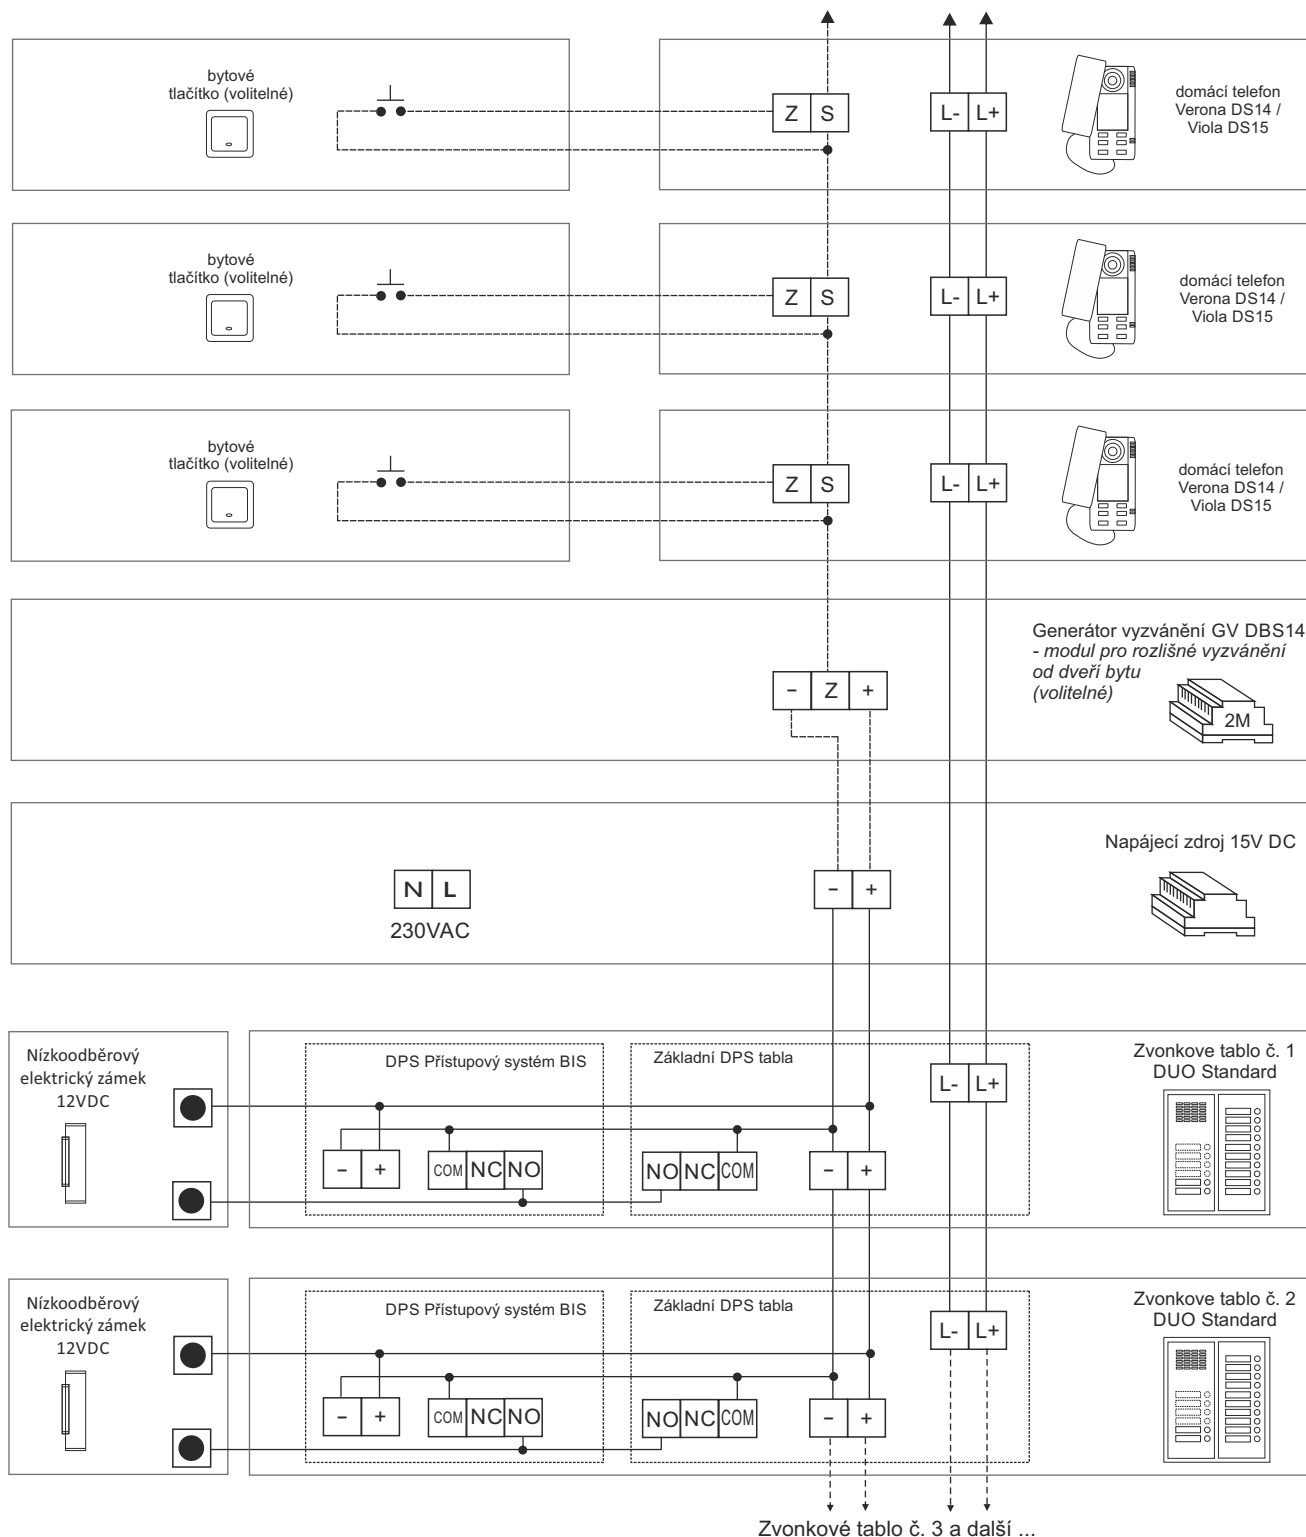 bytové
tlačítko (volitelné)
Z S
L- L+
domácí telefon
Verona DS14 /
Viola DS15
bytové
tlačítko (volitelné)
Z S
L- L+
domácí telefon
Verona DS14 /
Viola DS15
bytové
tlačítko (volitelné)
Z S
L- L+
domácí telefon
Verona DS14 /
Viola DS15
Generátor vyzvánění GV DBS14
- modul pro rozlišné vyzvánění
od dveří bytu
(volitelné)
2M
- Z +
Napájecí zdroj 15V DC
N L
230VAC
- +
Nízkoodběrový
elektrický zámek
12VDC
DPS Přístupový systém BIS
- +
COM NC NO
Základní DPS tabla
NO NC COM
- +
L- L+
Zvonkove tablo č. 1
DUO Standard
Nízkoodběrový
elektrický zámek
12VDC
DPS Přístupový systém BIS
- +
COM NC NO
Základní DPS tabla
NO NC COM
- +
L- L+
Zvonkove tablo č. 2
DUO Standard
Zvonkové tablo č. 3 a další ...